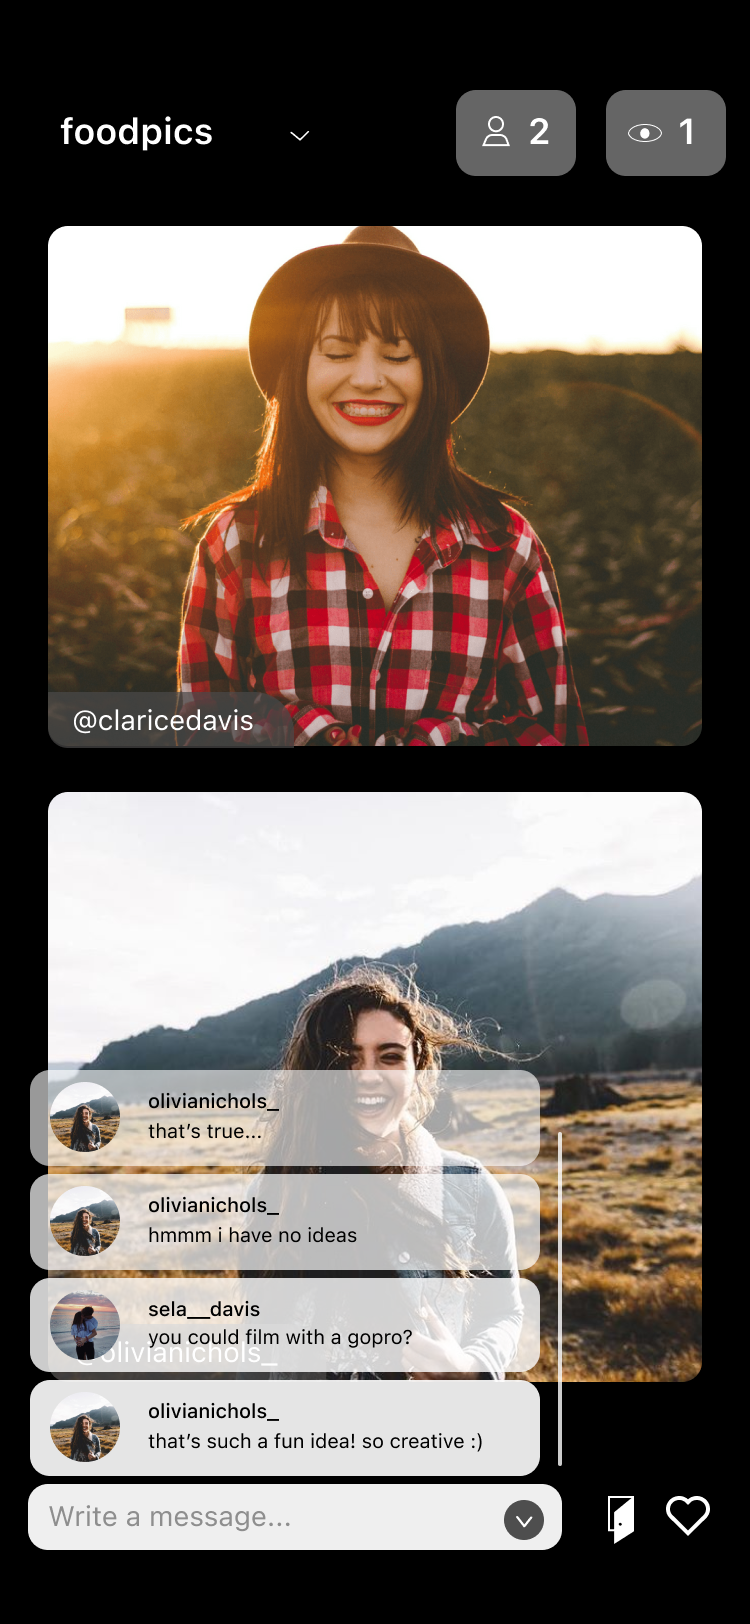 foodpics
2
1
@claricedavis
olivianichols_
that's true...
olivianichols_
hmmm i have no ideas
sela__davis
you could film with a gopro?
@olivianichols_
olivianichols_
that's such a fun idea! so creative :)
Write a message...